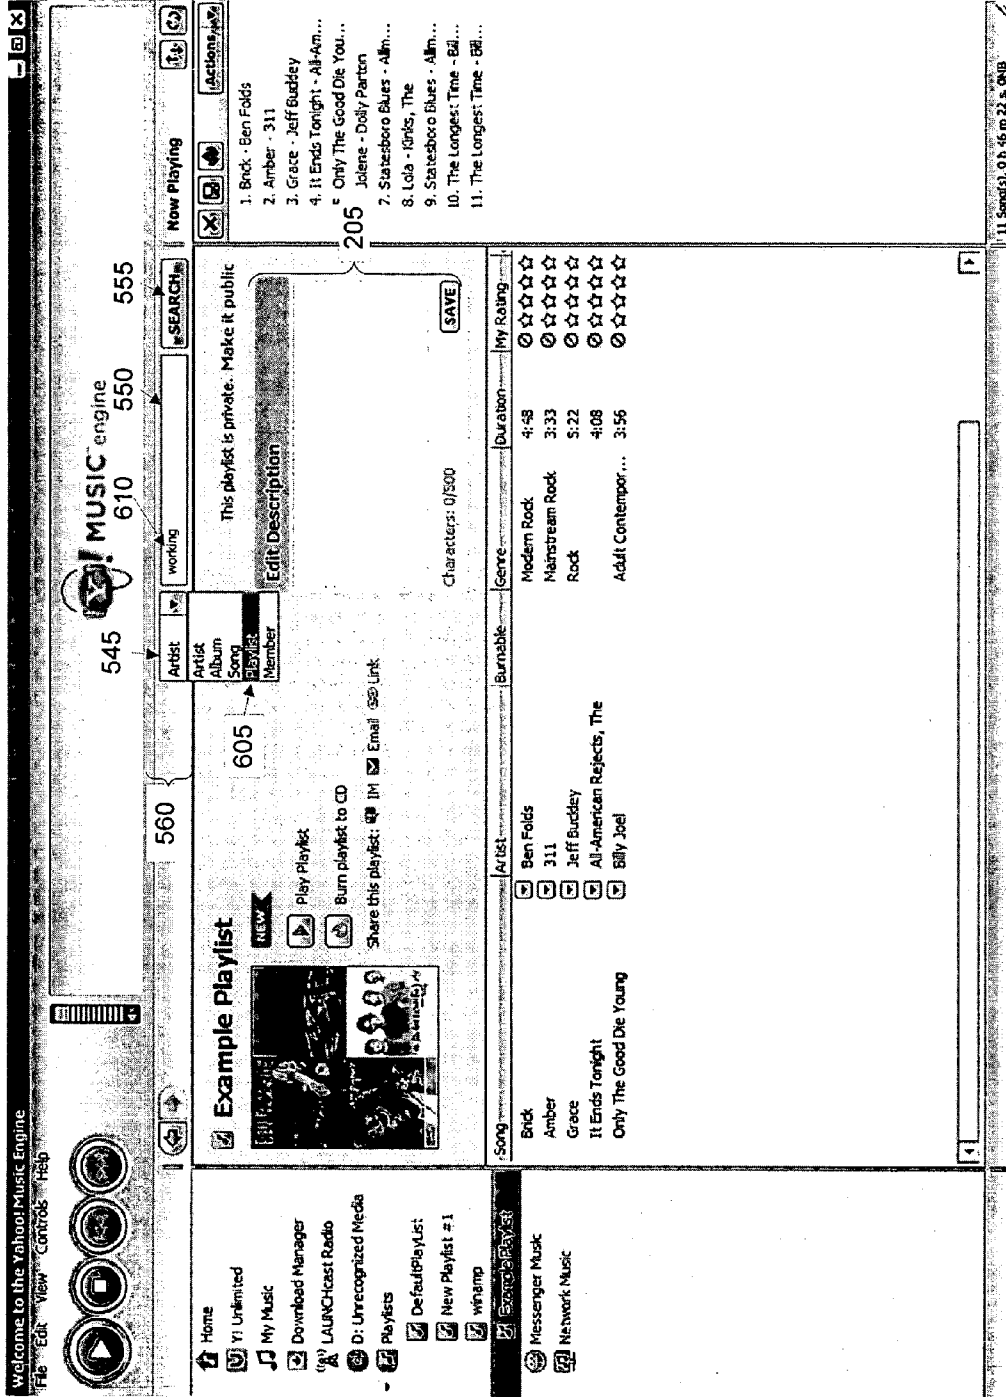 Welcome to the Yahoo! Music Engine
File Edit View Controls Help
Y! MUSIC engine
545
610
550
555
560
605
205
Artist
working
SEARCH
Artist
Album
Song
Playlist
Member
Home
Y! Unlimited
My Music
Download Manager
LAUNCHcast Radio
D: Unrecognized Media
Playlists
DefaultPlayList
New Playlist #1
winamp
Example Playlist
Messenger Music
Network Music
Example Playlist
NEW
Play Playlist
Burn playlist to CD
Share this playlist: IM Email Link
This playlist is private. Make it public
Edit Description
Characters: 0/500
SAVE
Song Artist Burnable Genre Duration My Rating
Brick Ben Folds Modern Rock 4:48
Amber 311 Mainstream Rock 3:33
Grace Jeff Buckley Rock 5:22
It Ends Tonight All-American Rejects, The 4:08
Only The Good Die Young Billy Joel Adult Contempor... 3:56
Now Playing
Actions
1. Brick - Ben Folds
2. Amber - 311
3. Grace - Jeff Buckley
4. It Ends Tonight - All-Am...
Only The Good Die You...
Jolene - Dolly Parton
7. Statesboro Blues - Allm...
8. Lola - Kinks, The
9. Statesboro Blues - Allm...
10. The Longest Time - Bill...
11. The Longest Time - Bill...
11 Song(s), 0 h 46 m 22 s, 0MB